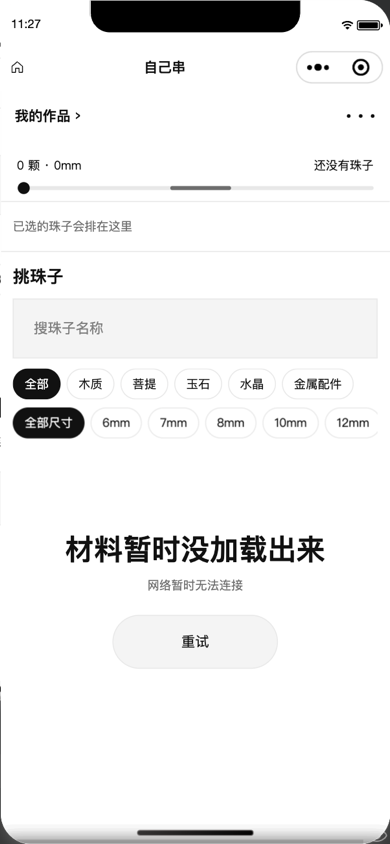 11:27
自己串
我的作品 >
0 颗 · 0mm
还没有珠子
已选的珠子会排在这里
挑珠子
搜珠子名称
全部 木质 菩提 玉石 水晶 金属配件
全部尺寸 6mm 7mm 8mm 10mm 12mm
材料暂时没加载出来
网络暂时无法连接
重试